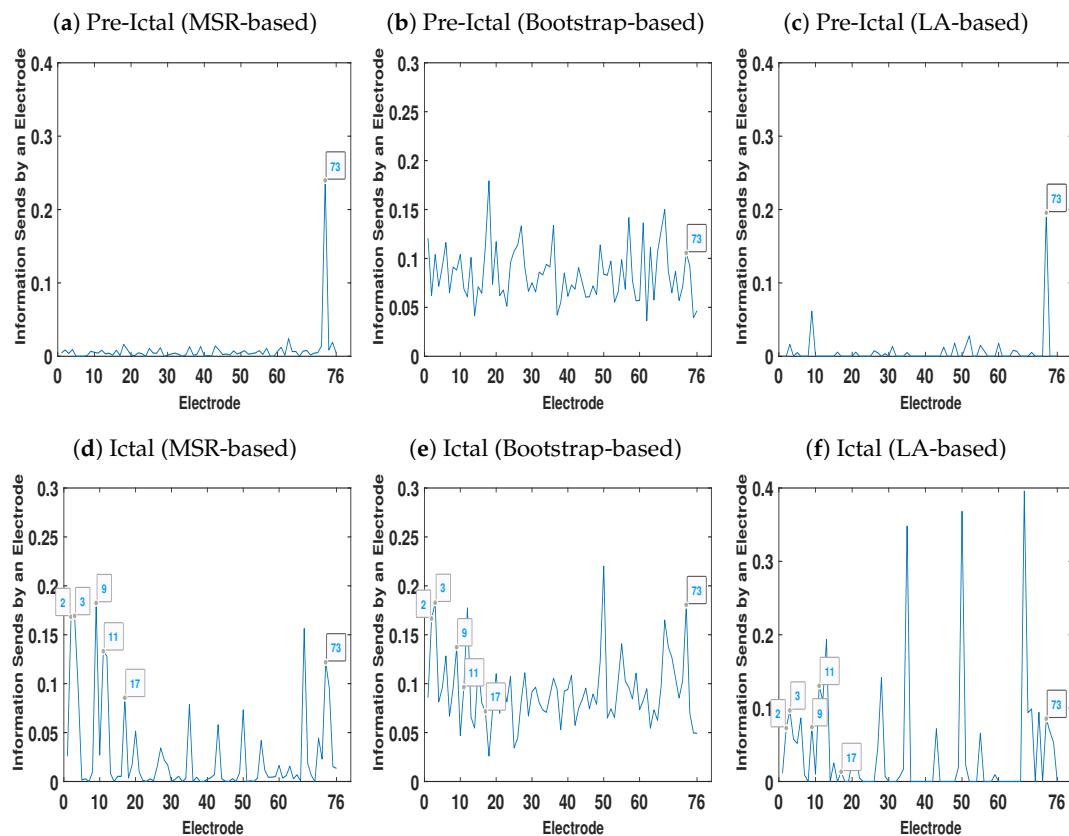 (a) Pre-Ictal (MSR-based)
(b) Pre-Ictal (Bootstrap-based)
(c) Pre-Ictal (LA-based)
Information Sends by an Electrode
0.4
0.3
0.2
0.1
0
73
0 10 20 30 40 50 60 76
Electrode
Information Sends by an Electrode
0.3
0.25
0.2
0.15
0.1
0.05
0
73
0 10 20 30 40 50 60 76
Electrode
Information Sends by an Electrode
0.4
0.3
0.2
0.1
0
73
0 10 20 30 40 50 60 76
Electrode
(d) Ictal (MSR-based)
(e) Ictal (Bootstrap-based)
(f) Ictal (LA-based)
Information Sends by an Electrode
0.3
0.25
0.2
0.15
0.1
0.05
0
2 3 9 11 17 73
0 10 20 30 40 50 60 76
Electrode
Information Sends by an Electrode
0.3
0.25
0.2
0.15
0.1
0.05
0
2 3 9 11 17 73
0 10 20 30 40 50 60 76
Electrode
Information Sends by an Electrode
0.4
0.3
0.2
0.1
0
2 3 9 11 17 73
0 10 20 30 40 50 60 76
Electrode